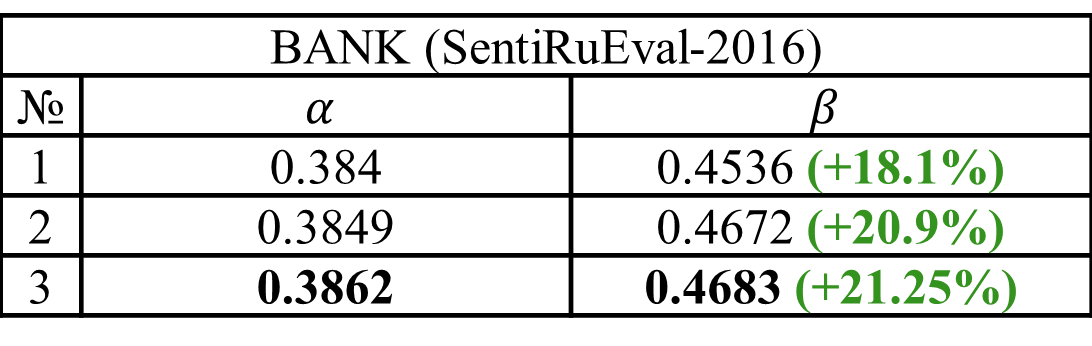 BANK (SentiRuEval-2016)
№ α β
1 0.384 0.4536 (+18.1%)
2 0.3849 0.4672 (+20.9%)
3 0.3862 0.4683 (+21.25%)